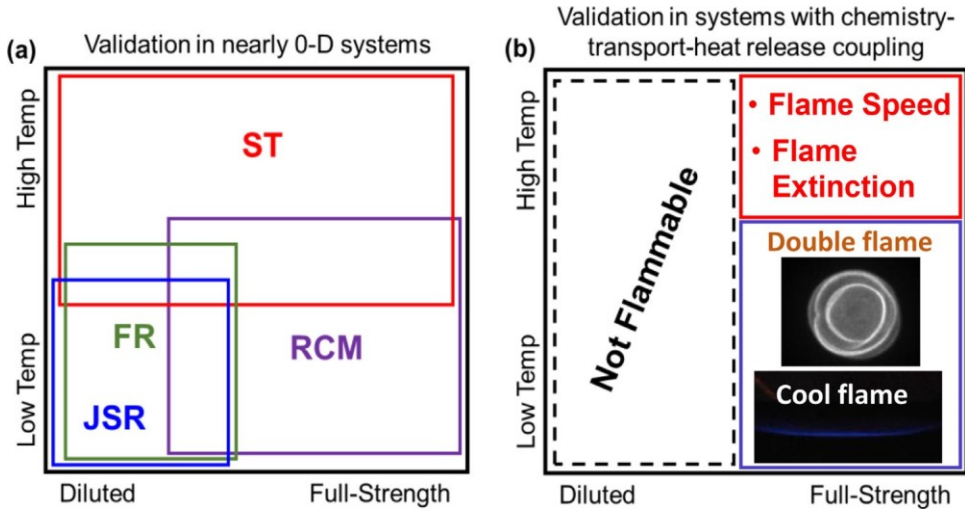 (a)
Validation in nearly 0-D systems
High Temp
Low Temp
ST
FR
RCM
JSR
Diluted
Full-Strength
(b)
Validation in systems with chemistry-
transport-heat release coupling
High Temp
Low Temp
Not Flammable
• Flame Speed
• Flame
Extinction
Double flame
Cool flame
Diluted
Full-Strength